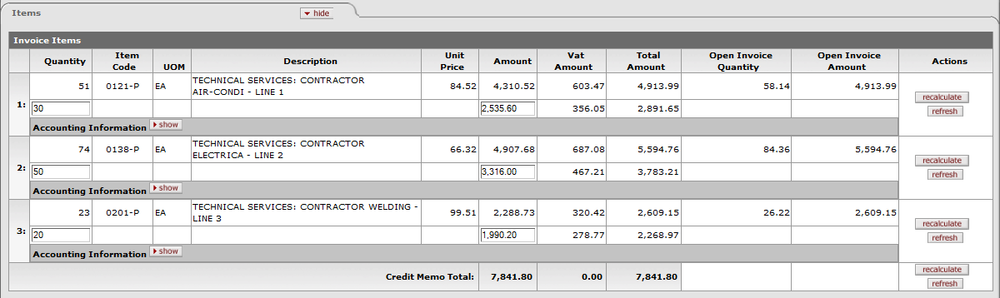 Items hide
Invoice Items
Quantity Item Code UOM Description Unit Price Amount Vat Amount Total Amount Open Invoice Quantity Open Invoice Amount Actions
1: 51 0121-P EA TECHNICAL SERVICES: CONTRACTOR 84.52 4,310.52 603.47 4,913.99 58.14 4,913.99 recalculate
AIR-CONDI - LINE 1
30 2,535.60 356.05 2,891.65 refresh
Accounting Information show
2: 74 0138-P EA TECHNICAL SERVICES: CONTRACTOR 66.32 4,907.68 687.08 5,594.76 84.36 5,594.76 recalculate
ELECTRICA - LINE 2
50 3,316.00 467.21 3,783.21 refresh
Accounting Information show
3: 23 0201-P EA TECHNICAL SERVICES: CONTRACTOR WELDING - 99.51 2,288.73 320.42 2,609.15 26.22 2,609.15 recalculate
LINE 3
20 1,990.20 278.77 2,268.97 refresh
Accounting Information show
Credit Memo Total: 7,841.80 0.00 7,841.80 recalculate
refresh